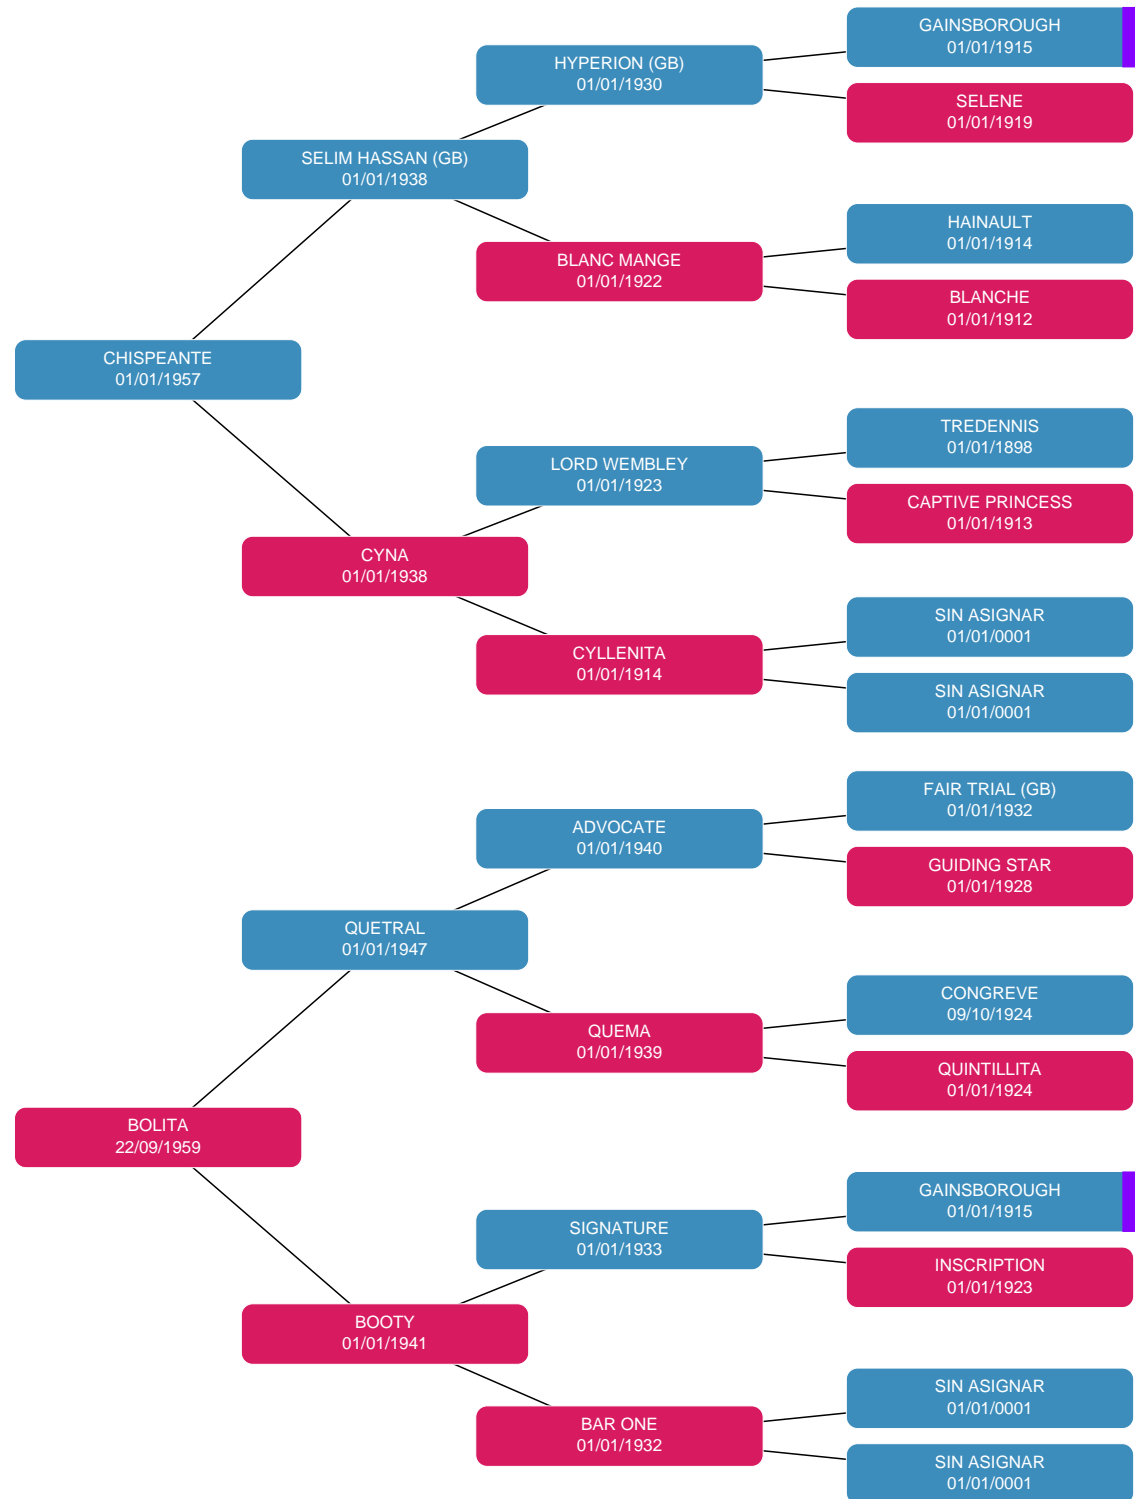 GAINSBOROUGH
01/01/1915
HYPERION (GB)
01/01/1930
SELENE
01/01/1919
SELIM HASSAN (GB)
01/01/1938
HAINAULT
01/01/1914
BLANC MANGE
01/01/1922
BLANCHE
01/01/1912
CHISPEANTE
01/01/1957
TREDENNIS
01/01/1898
LORD WEMBLEY
01/01/1923
CAPTIVE PRINCESS
01/01/1913
CYNA
01/01/1938
SIN ASIGNAR
01/01/0001
CYLLENITA
01/01/1914
SIN ASIGNAR
01/01/0001
FAIR TRIAL (GB)
01/01/1932
ADVOCATE
01/01/1940
GUIDING STAR
01/01/1928
QUETRAL
01/01/1947
CONGREVE
09/10/1924
QUEMA
01/01/1939
QUINTILLITA
01/01/1924
BOLITA
22/09/1959
GAINSBOROUGH
01/01/1915
SIGNATURE
01/01/1933
INSCRIPTION
01/01/1923
BOOTY
01/01/1941
SIN ASIGNAR
01/01/0001
BAR ONE
01/01/1932
SIN ASIGNAR
01/01/0001